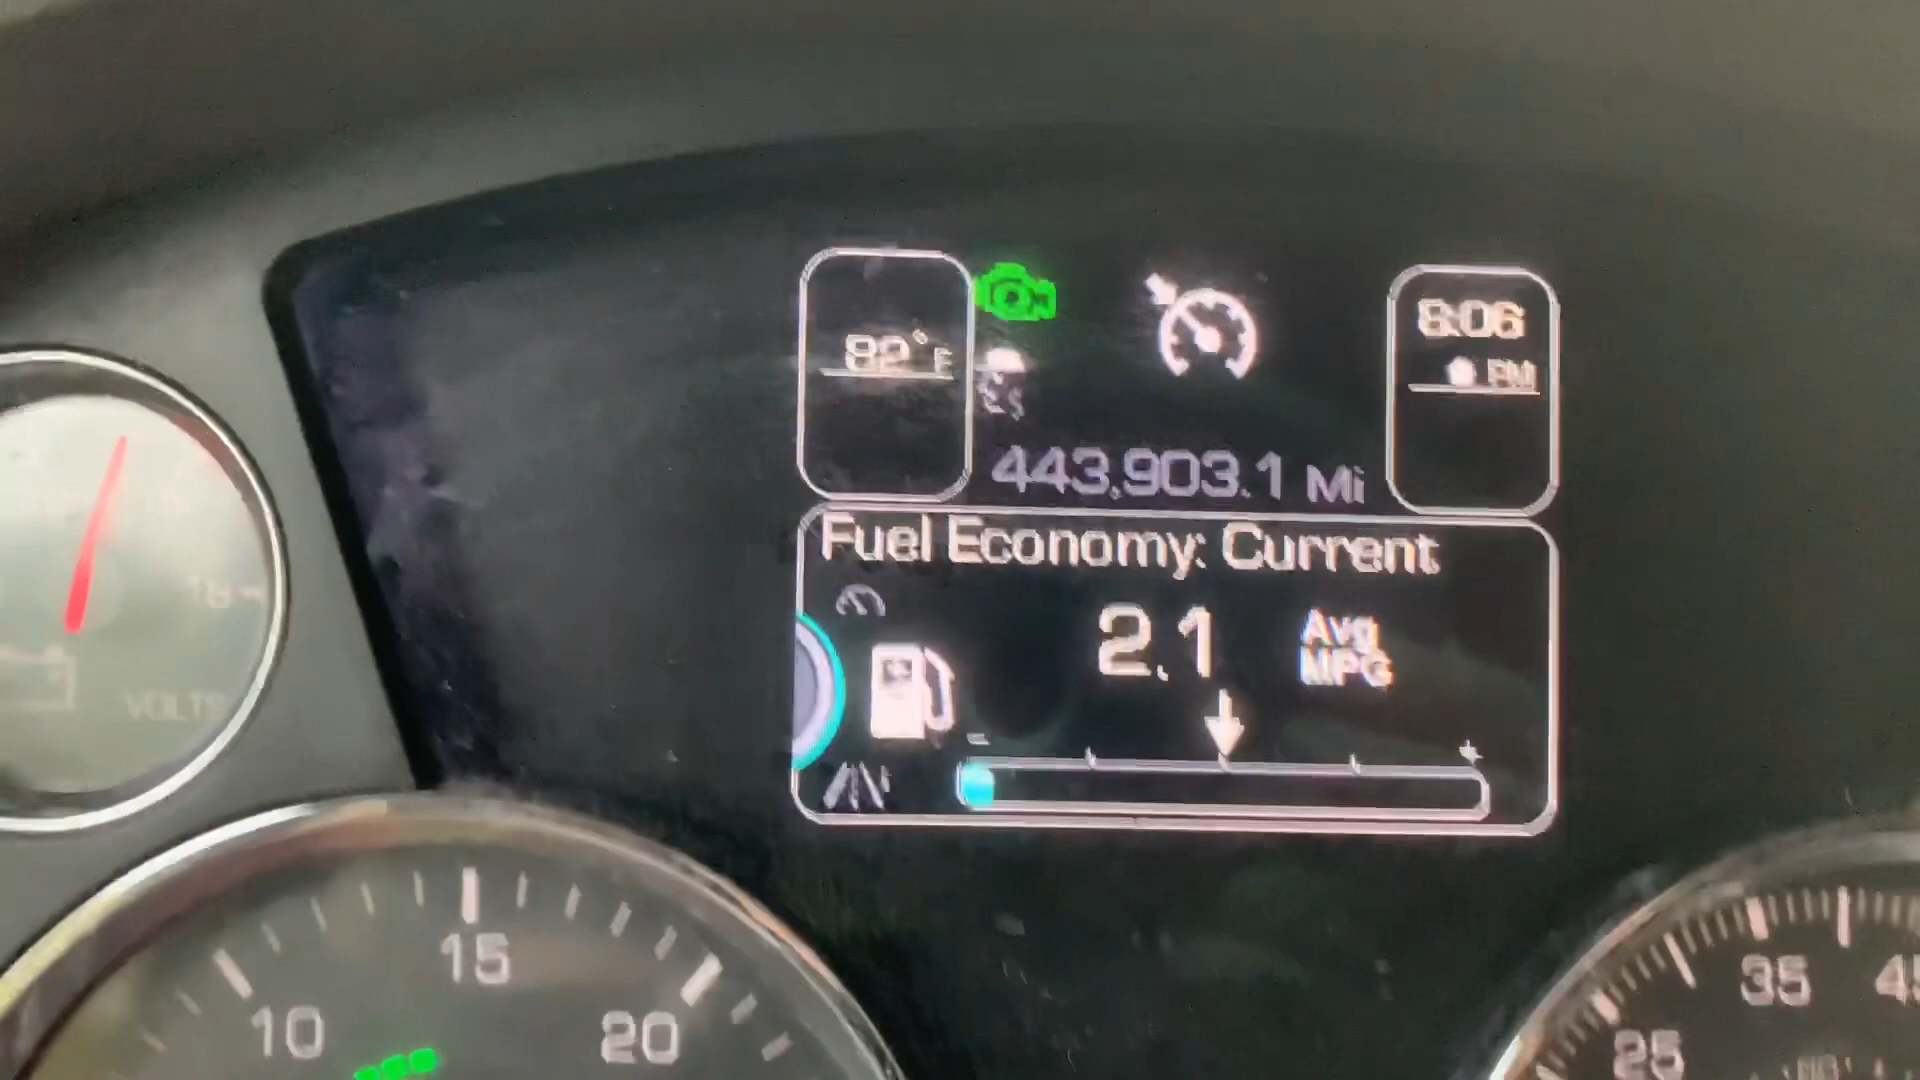 82°F
8:06
PM
443,903.1 Mi
Fuel Economy: Current
2.1
Avg
MPG
- +
18
VOLTS
10
15
20
25
35